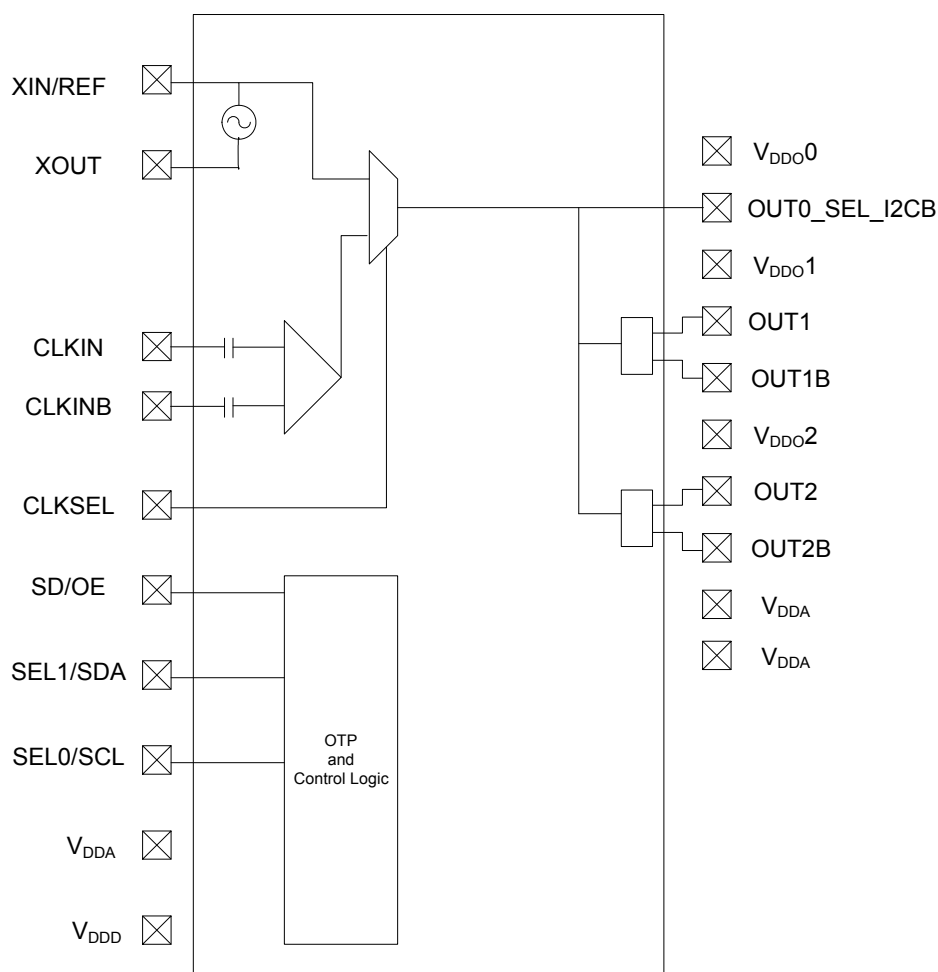 XIN/REF
XOUT
CLKIN
CLKINB
CLKSEL
SD/OE
SEL1/SDA
SEL0/SCL
VDDA
VDDD
OTP
and
Control Logic
VDDO0
OUT0_SEL_I2CB
VDDO1
OUT1
OUT1B
VDDO2
OUT2
OUT2B
VDDA
VDDA